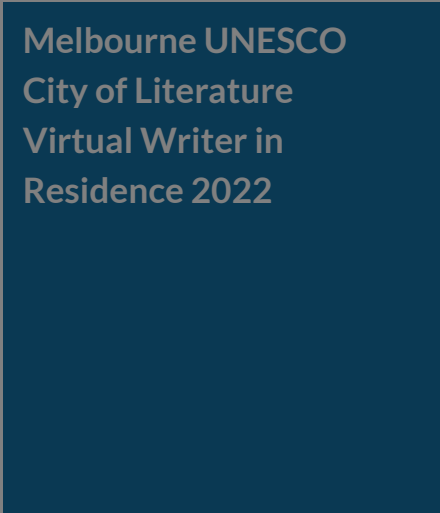 Melbourne UNESCO
City of Literature
Virtual Writer in
Residence 2022